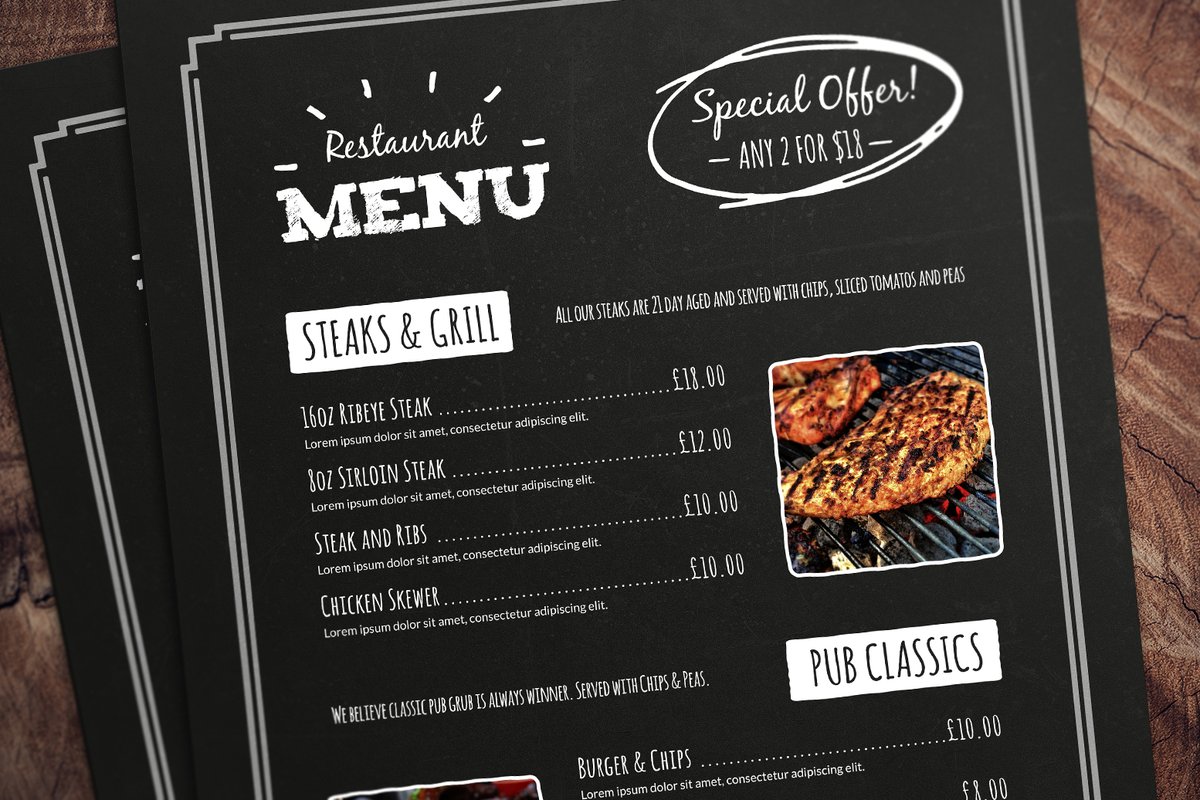 Restaurant
MENU
Special Offer!
— ANY 2 FOR $18 —
STEAKS & GRILL
ALL OUR STEAKS ARE 21 DAY AGED AND SERVED WITH CHIPS, SLICED TOMATOS AND PEAS
16OZ RIBEYE STEAK ........................................£18.00
Lorem ipsum dolor sit amet, consectetur adipiscing elit.
8OZ SIRLOIN STEAK ........................................£12.00
Lorem ipsum dolor sit amet, consectetur adipiscing elit.
STEAK AND RIBS ........................................£10.00
Lorem ipsum dolor sit amet, consectetur adipiscing elit.
CHICKEN SKEWER ........................................£10.00
Lorem ipsum dolor sit amet, consectetur adipiscing elit.
PUB CLASSICS
WE BELIEVE CLASSIC PUB GRUB IS ALWAYS WINNER. SERVED WITH CHIPS & PEAS.
BURGER & CHIPS ........................................£10.00
Lorem ipsum dolor sit amet, consectetur adipiscing elit.
£8.00